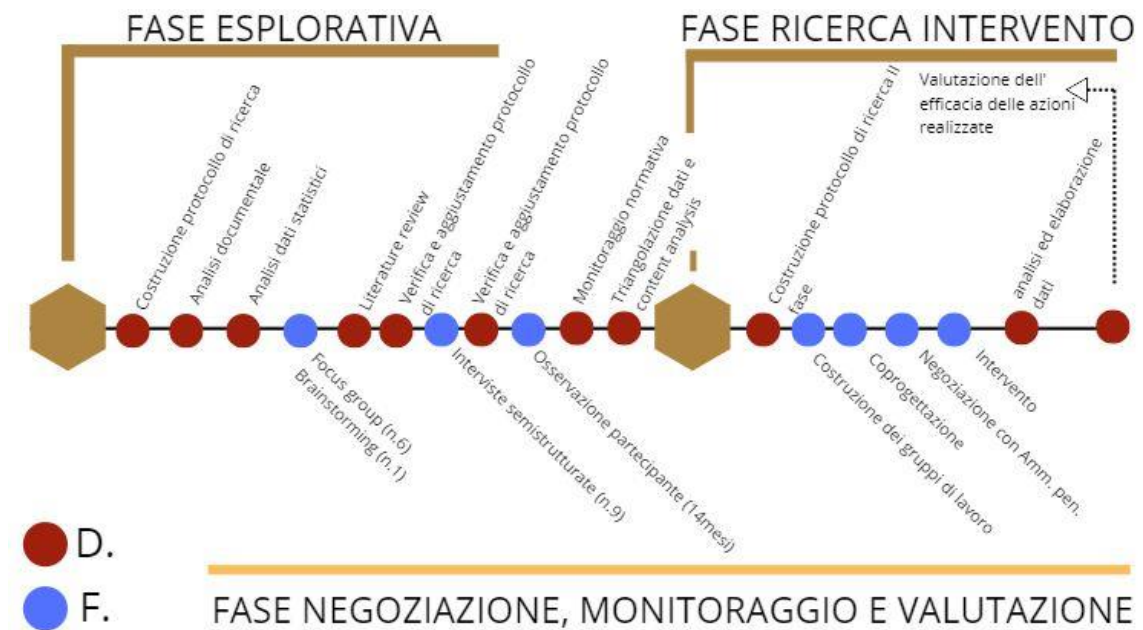 FASE ESPLORATIVA
FASE RICERCA INTERVENTO
Costruzione protocollo di ricerca
Analisi documentale
Analisi dati statistici
Focus group (n.6)
Brainstorming (n.1)
Literature review
Verifica e aggiustamento protocollo
di ricerca
Interviste semistrutturate (n.9)
Verifica e aggiustamento protocollo
di ricerca
Osservazione partecipante (14mesi)
Monitoraggio normativa
Triangolazione dati e
content analysis
Costruzione protocollo di ricerca II
fase
Costruzione dei gruppi di lavoro
Coprogettazione
Negoziazione con Amm. pen.
Intervento
analisi ed elaborazione
dati
Valutazione dell'
efficacia delle azioni
realizzate
D.
F.
FASE NEGOZIAZIONE, MONITORAGGIO E VALUTAZIONE